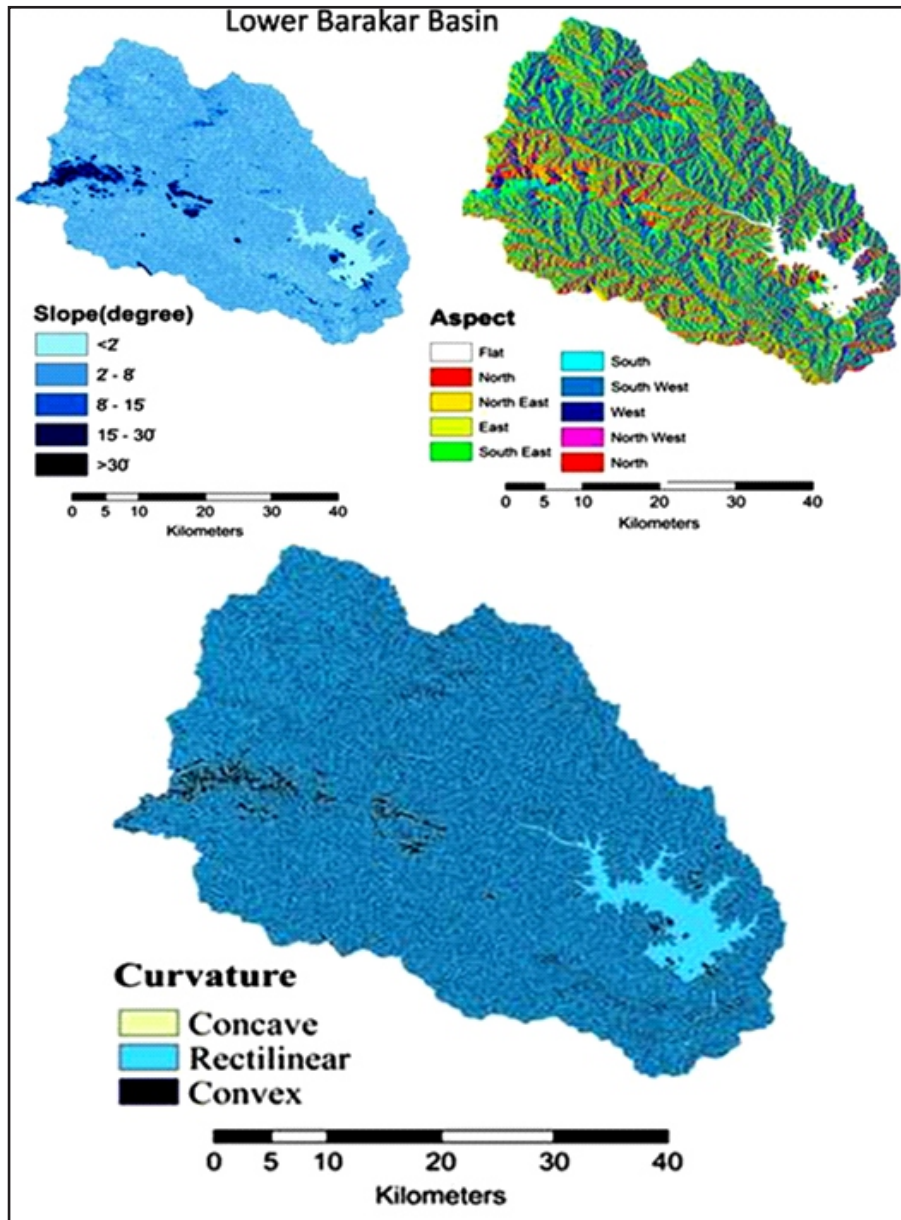 Lower Barakar Basin
Slope(degree)
<2°
2° - 8°
8° - 15°
15° - 30°
>30°
0 5 10 20 30 40
Kilometers
Aspect
Flat
North
North East
East
South East
South
South West
West
North West
North
0 5 10 20 30 40
Kilometers
Curvature
Concave
Rectilinear
Convex
0 5 10 20 30 40
Kilometers